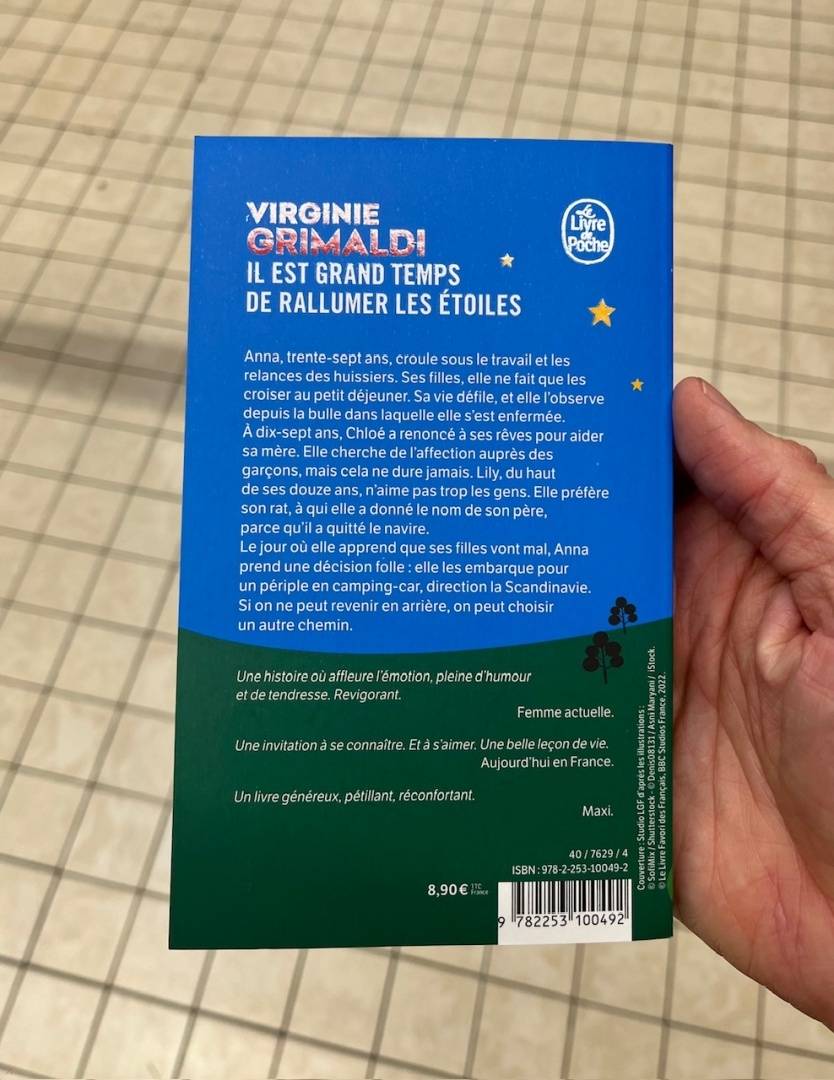 VIRGINIE
GRIMALDI
IL EST GRAND TEMPS
DE RALLUMER LES ÉTOILES
Le
Livre
de
Poche
Anna, trente-sept ans, croule sous le travail et les
relances des huissiers. Ses filles, elle ne fait que les
croiser au petit déjeuner. Sa vie défile, et elle l'observe
depuis la bulle dans laquelle elle s'est enfermée.
À dix-sept ans, Chloé a renoncé à ses rêves pour aider
sa mère. Elle cherche de l'affection auprès des
garçons, mais cela ne dure jamais. Lily, du haut
de ses douze ans, n'aime pas trop les gens. Elle préfère
son rat, à qui elle a donné le nom de son père,
parce qu'il a quitté le navire.
Le jour où elle apprend que ses filles vont mal, Anna
prend une décision folle : elle les embarque pour
un périple en camping-car, direction la Scandinavie.
Si on ne peut revenir en arrière, on peut choisir
un autre chemin.
Une histoire où affleure l'émotion, pleine d'humour
et de tendresse. Revigorant.
Femme actuelle.
Une invitation à se connaître. Et à s'aimer. Une belle leçon de vie.
Aujourd'hui en France.
Un livre généreux, pétillant, réconfortant.
Maxi.
40 / 7629 / 4
ISBN : 978-2-253-10049-2
8,90 € TTC
France
9 782253 100492
Couverture : Studio LGF d'après les illustrations :
© SofiMix / Shutterstock - © Denis08131 / Asni Maryani / iStock.
© Le Livre Favori des Français, BBC Studios France, 2022.